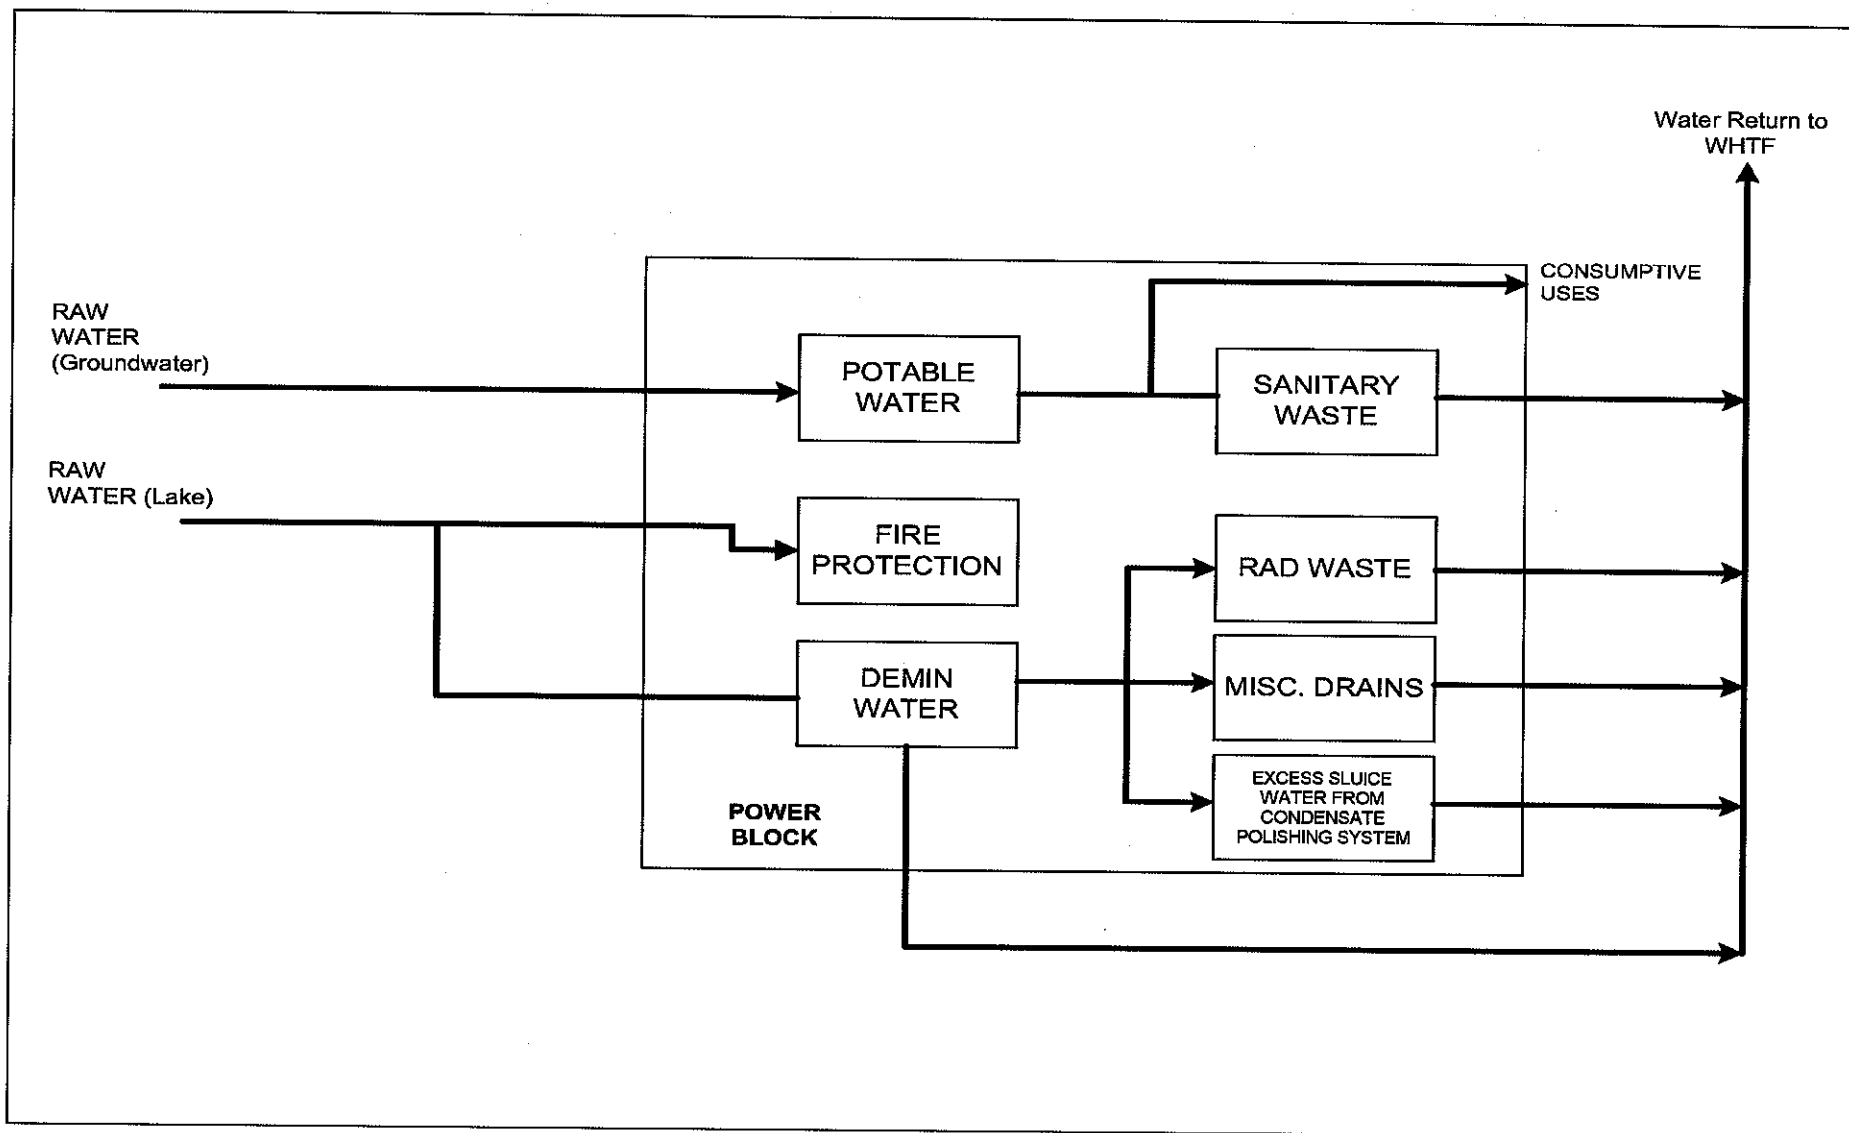 Water Return to
WHTF
CONSUMPTIVE
USES
RAW
WATER
(Groundwater)
POTABLE
WATER
SANITARY
WASTE
RAW
WATER (Lake)
FIRE
PROTECTION
RAD WASTE
DEMIN
WATER
MISC. DRAINS
EXCESS SLUICE
WATER FROM
CONDENSATE
POLISHING SYSTEM
POWER
BLOCK